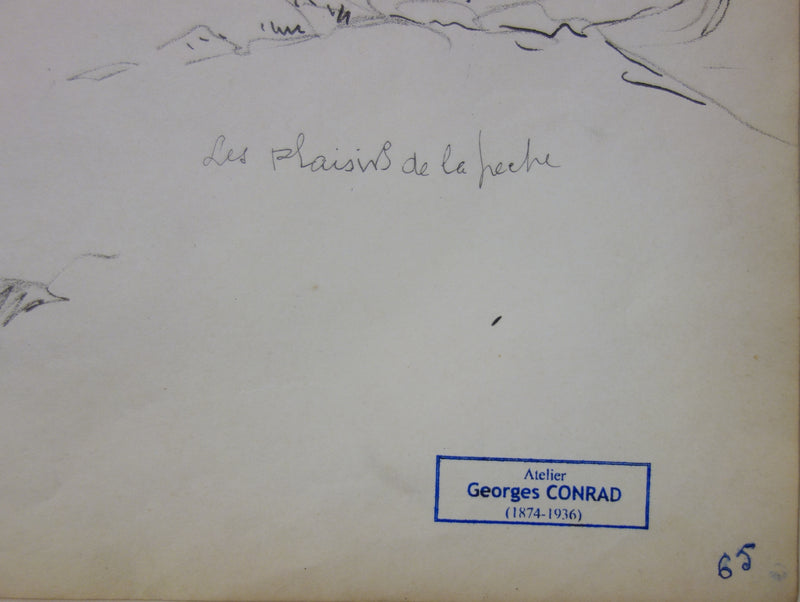 Les plaisirs de la peche
Atelier
Georges CONRAD
(1874-1936)
65